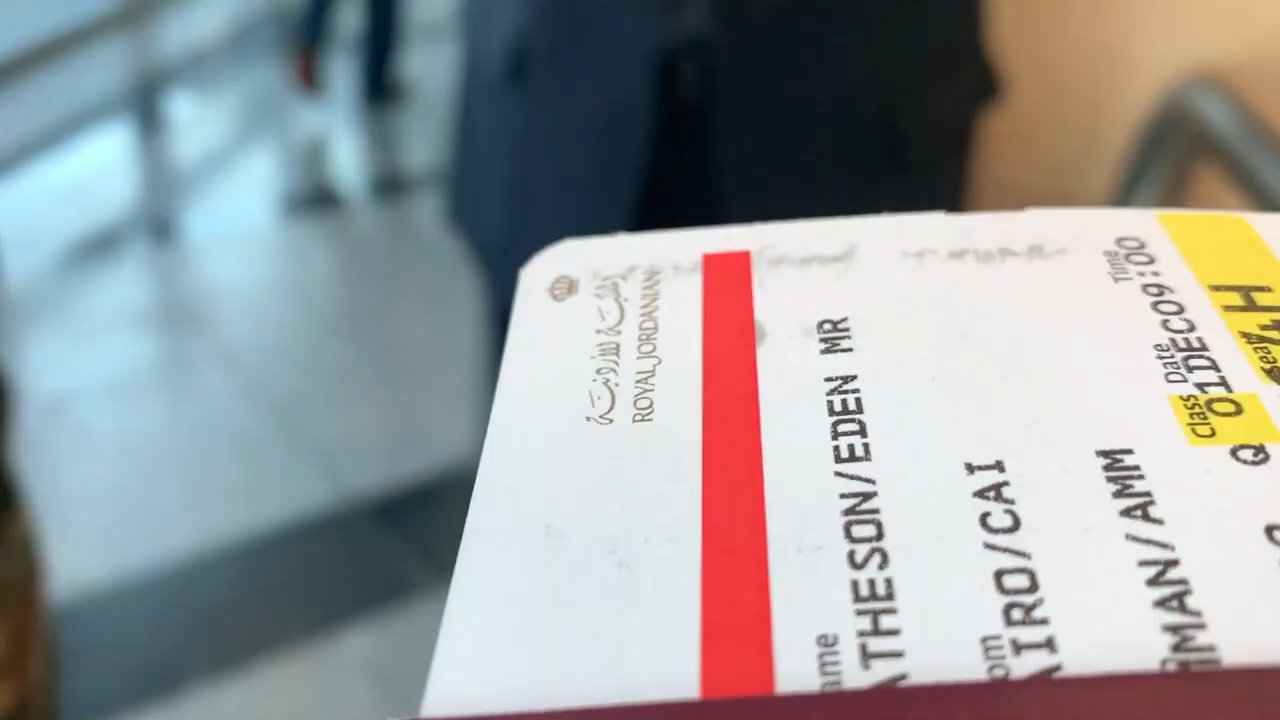 الملكية الأردنية
ROYAL JORDANIAN
ame
ATHESON/EDEN MR
om
AIRO/CAI
MAN/AMM
Class Date Time
Q 01DEC09:00
Seat
H